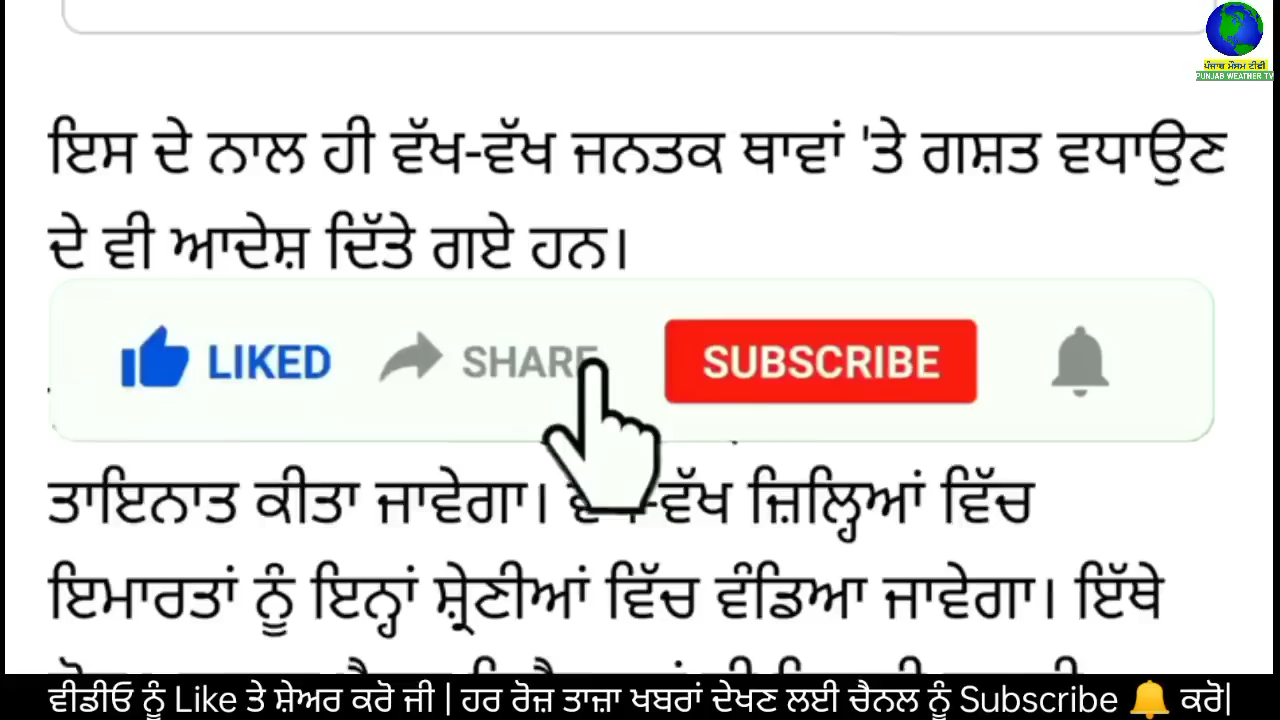 ਪੰਜਾਬ ਮੌਸਮ ਟੀਵੀ
PUNJAB WEATHER TV
ਇਸ ਦੇ ਨਾਲ ਹੀ ਵੱਖ-ਵੱਖ ਜਨਤਕ ਥਾਵਾਂ 'ਤੇ ਗਸ਼ਤ ਵਧਾਉਣ
ਦੇ ਵੀ ਆਦੇਸ਼ ਦਿੱਤੇ ਗਏ ਹਨ।
LIKED SHARE SUBSCRIBE
ਤਾਇਨਾਤ ਕੀਤਾ ਜਾਵੇਗਾ। ਵੱਖ-ਵੱਖ ਜ਼ਿਲ੍ਹਿਆਂ ਵਿੱਚ
ਇਮਾਰਤਾਂ ਨੂੰ ਇਨ੍ਹਾਂ ਸ਼੍ਰੇਣੀਆਂ ਵਿੱਚ ਵੰਡਿਆ ਜਾਵੇਗਾ। ਇੱਥੇ
ਵੀਡੀਓ ਨੂੰ Like ਤੇ ਸ਼ੇਅਰ ਕਰੋ ਜੀ | ਹਰ ਰੋਜ਼ ਤਾਜ਼ਾ ਖਬਰਾਂ ਦੇਖਣ ਲਈ ਚੈਨਲ ਨੂੰ Subscribe 🔔 ਕਰੋ|